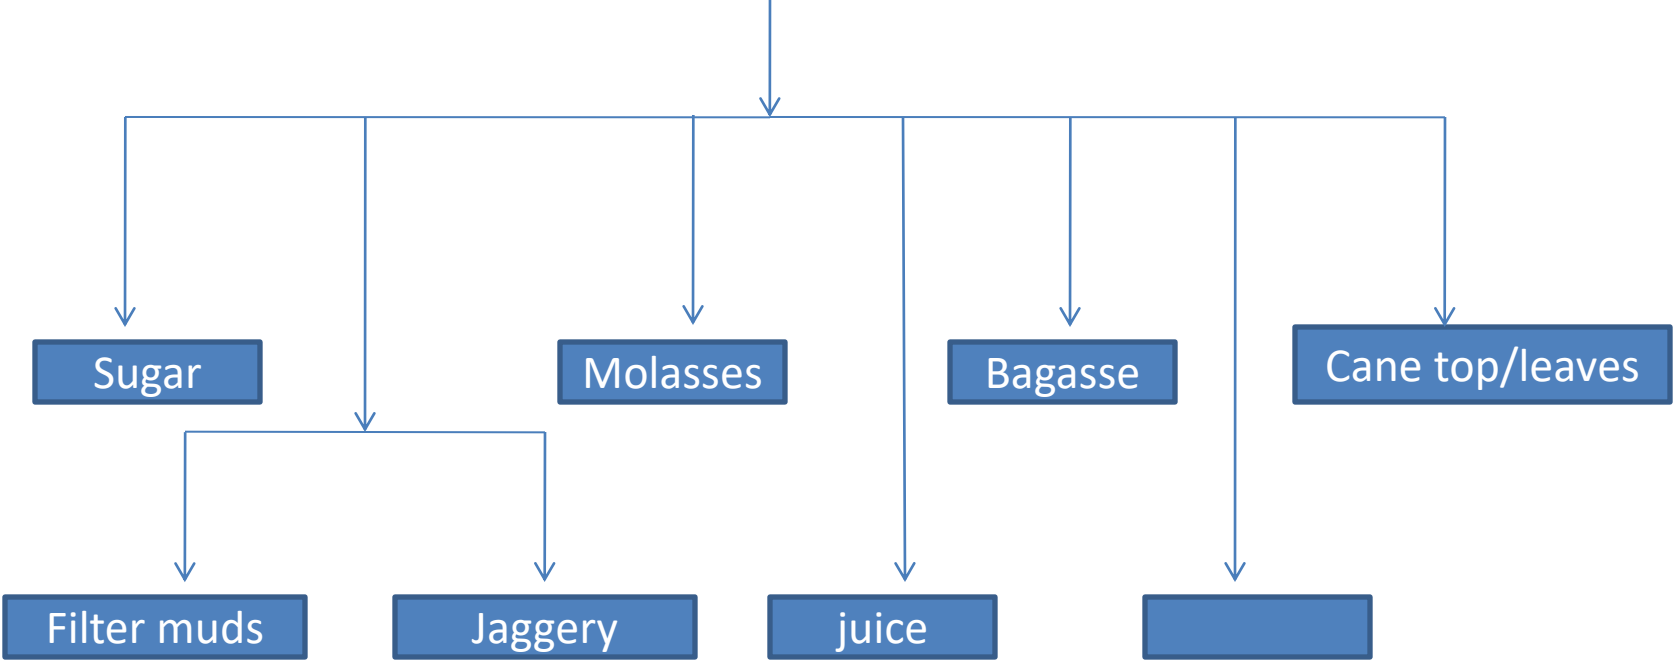 Sugar
Molasses
Bagasse
Cane top/leaves
Filter muds
Jaggery
juice